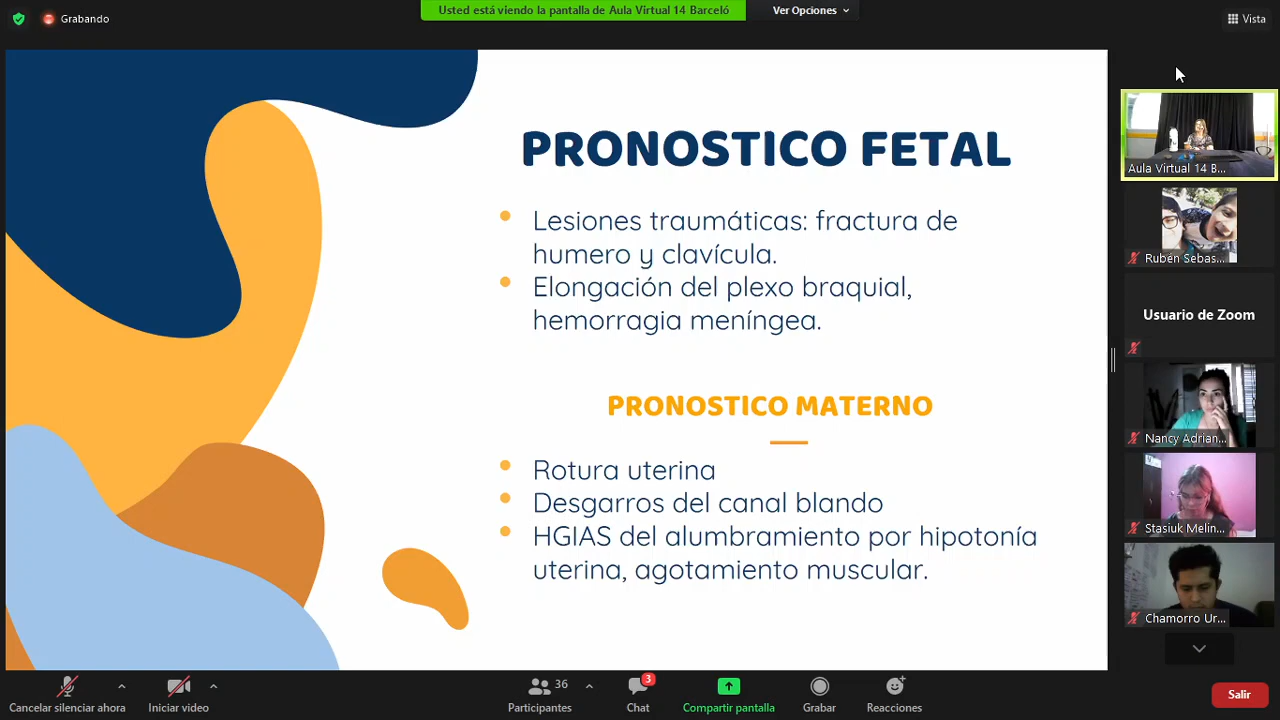 Grabando
Usted está viendo la pantalla de Aula Virtual 14 Barceló
Ver Opciones
Vista
PRONOSTICO FETAL
Lesiones traumáticas: fractura de
humero y clavícula.
Elongación del plexo braquial,
hemorragia meníngea.
PRONOSTICO MATERNO
Rotura uterina
Desgarros del canal blando
HGIAS del alumbramiento por hipotonía
uterina, agotamiento muscular.
Aula Virtual 14 B...
Rubén Sebas...
Usuario de Zoom
Nancy Adrian...
Stasiuk Melin...
Chamorro Ur...
Cancelar silenciar ahora
Iniciar video
36
Participantes
3
Chat
Compartir pantalla
Grabar
Reacciones
Salir